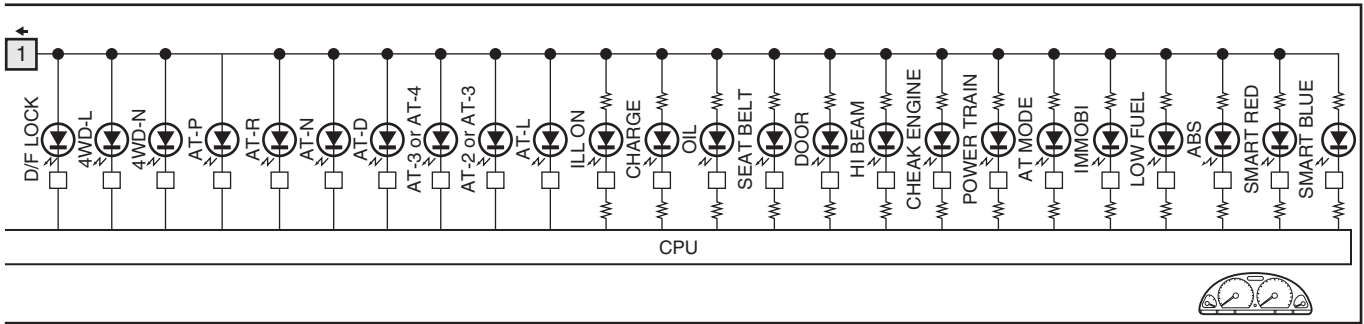 1
D/F LOCK
4WD-L
4WD-N
AT-P
AT-R
AT-N
AT-D
AT-3 or AT-4
AT-2 or AT-3
AT-L
ILL ON
CHARGE
OIL
SEAT BELT
DOOR
HI BEAM
CHEAK ENGINE
POWER TRAIN
AT MODE
IMMOBI
LOW FUEL
ABS
SMART RED
SMART BLUE
CPU